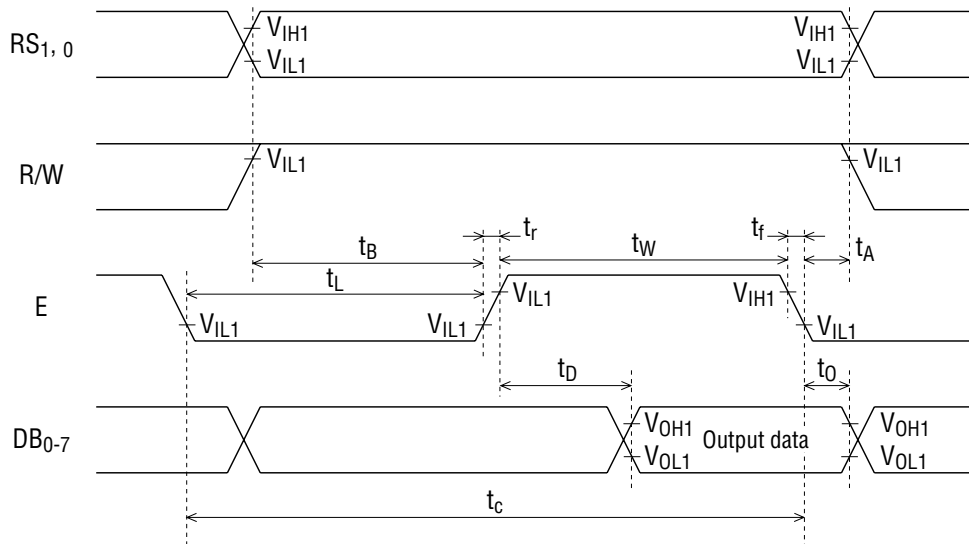 RS1, 0
VIH1
VIL1
VIH1
VIL1
R/W
VIL1
VIL1
tB
tr
tW
tf
tA
tL
E
VIL1
VIL1
VIL1
VIH1
VIL1
tD
tO
DB0-7
VOH1
VOL1
Output data
VOH1
VOL1
tc